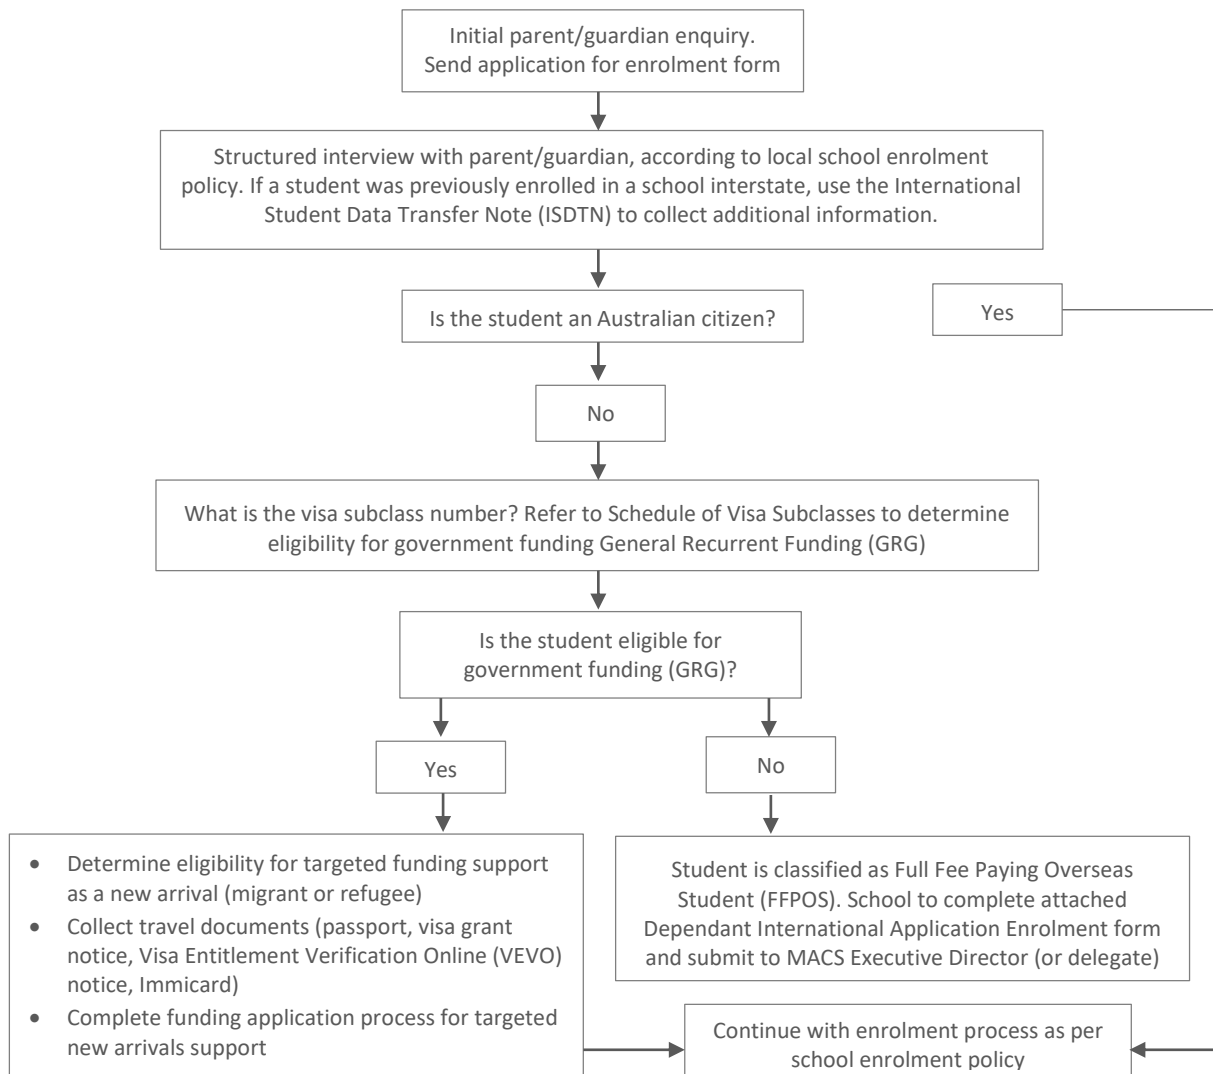 Initial parent/guardian enquiry.
Send application for enrolment form
Structured interview with parent/guardian, according to local school enrolment
policy. If a student was previously enrolled in a school interstate, use the International
Student Data Transfer Note (ISDTN) to collect additional information.
Is the student an Australian citizen?
Yes
No
What is the visa subclass number? Refer to Schedule of Visa Subclasses to determine
eligibility for government funding General Recurrent Funding (GRG)
Is the student eligible for
government funding (GRG)?
Yes
No
• Determine eligibility for targeted funding support
as a new arrival (migrant or refugee)
• Collect travel documents (passport, visa grant
notice, Visa Entitlement Verification Online (VEVO)
notice, Immicard)
• Complete funding application process for targeted
new arrivals support
Student is classified as Full Fee Paying Overseas
Student (FFPOS). School to complete attached
Dependant International Application Enrolment form
and submit to MACS Executive Director (or delegate)
Continue with enrolment process as per
school enrolment policy